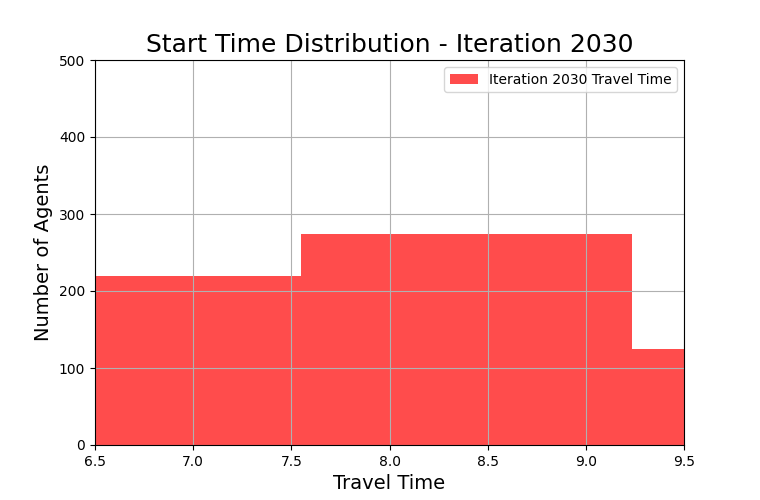 Start Time Distribution - Iteration 2030
Iteration 2030 Travel Time
Number of Agents
500
400
300
200
100
0
6.5 7.0 7.5 8.0 8.5 9.0 9.5
Travel Time